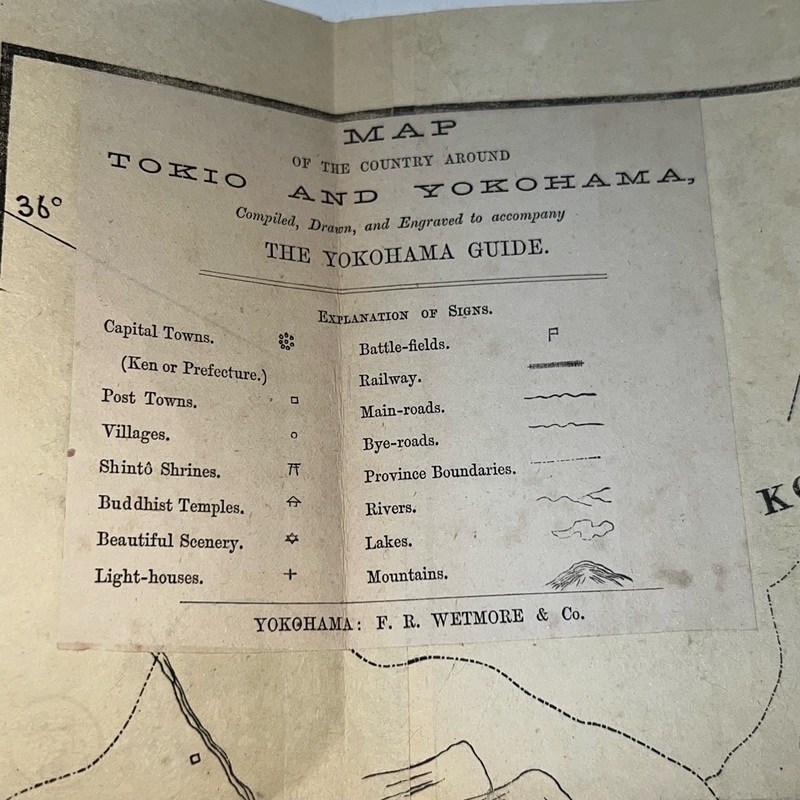 MAP
OF THE COUNTRY AROUND
TOKIO AND YOKOHAMA,
Compiled, Drawn, and Engraved to accompany
THE YOKOHAMA GUIDE.
36°
EXPLANATION OF SIGNS.
Capital Towns.
(Ken or Prefecture.)
Post Towns.
Villages.
Shintô Shrines.
Buddhist Temples.
Beautiful Scenery.
Light-houses.
Battle-fields.
Railway.
Main-roads.
Bye-roads.
Province Boundaries.
Rivers.
Lakes.
Mountains.
YOKOHAMA: F. R. WETMORE & Co.